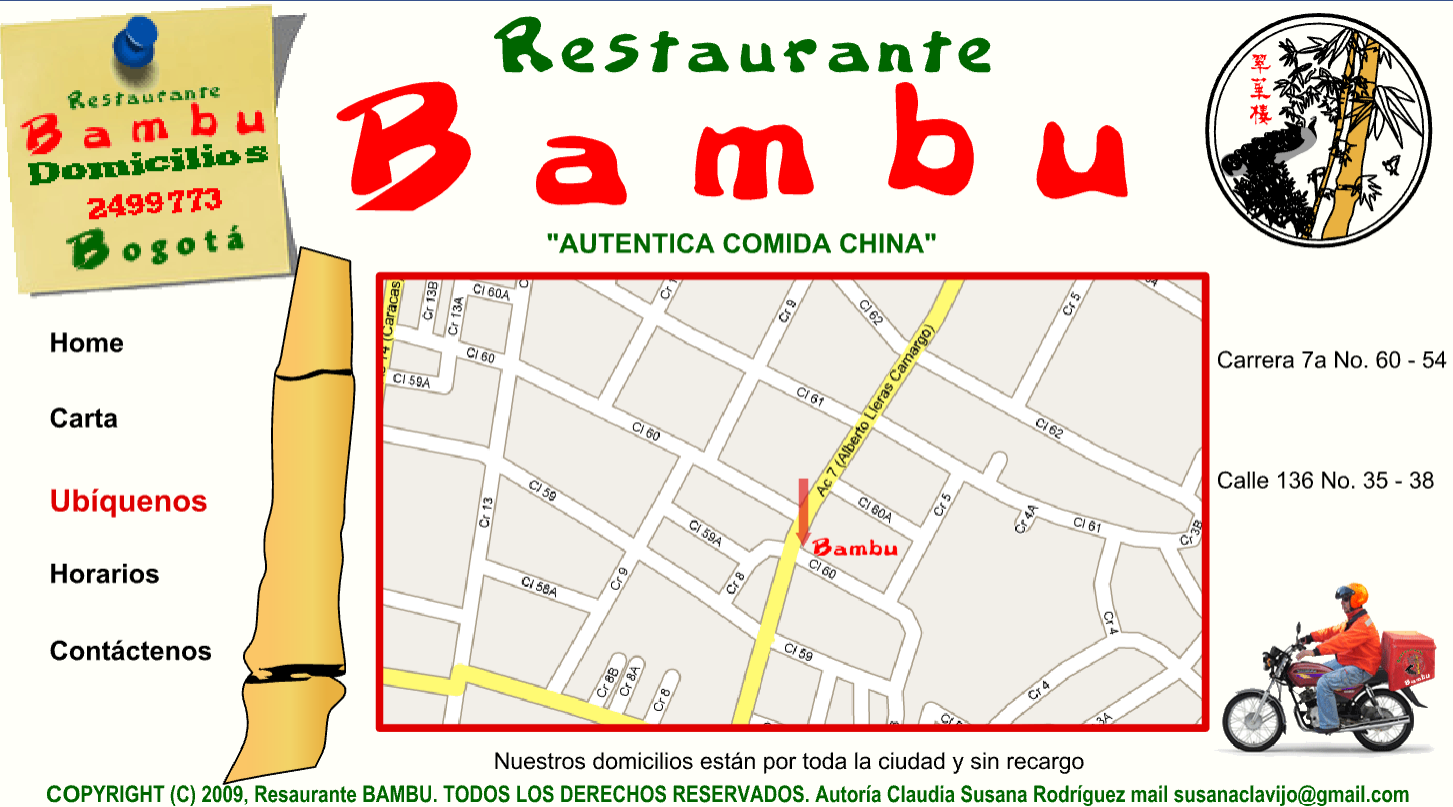 Restaurante
Bambu
Domicilios
2499773
Bogotá
Restaurante
Bambu
"AUTENTICA COMIDA CHINA"
翠
華
樓
Home
Carta
Ubíquenos
Horarios
Contáctenos
14 (Caracas
Cr 13B
Cr 13A
Cl 60A
Cl 60
Cl 59A
Cr 9
Cl 62
Cr 5
Ac 7 (Alberto Lleras Camargo)
Cl 61
Cl 60
Cl 62
Cl 59
Cr 13
Cl 59A
Cl 60A
Cr 5
Cr 4A
Cl 61
Cr 3B
Bambu
Cl 60
Cr 8
Cr 9
Cl 58A
Cl 59
Cr 4
Cr 8B
Cr 8A
Cr 8
Cr 4
3A
Carrera 7a No. 60 - 54
Calle 136 No. 35 - 38
Bambu
Nuestros domicilios están por toda la ciudad y sin recargo
COPYRIGHT (C) 2009, Resaurante BAMBU. TODOS LOS DERECHOS RESERVADOS. Autoría Claudia Susana Rodríguez mail susanaclavijo@gmail.com